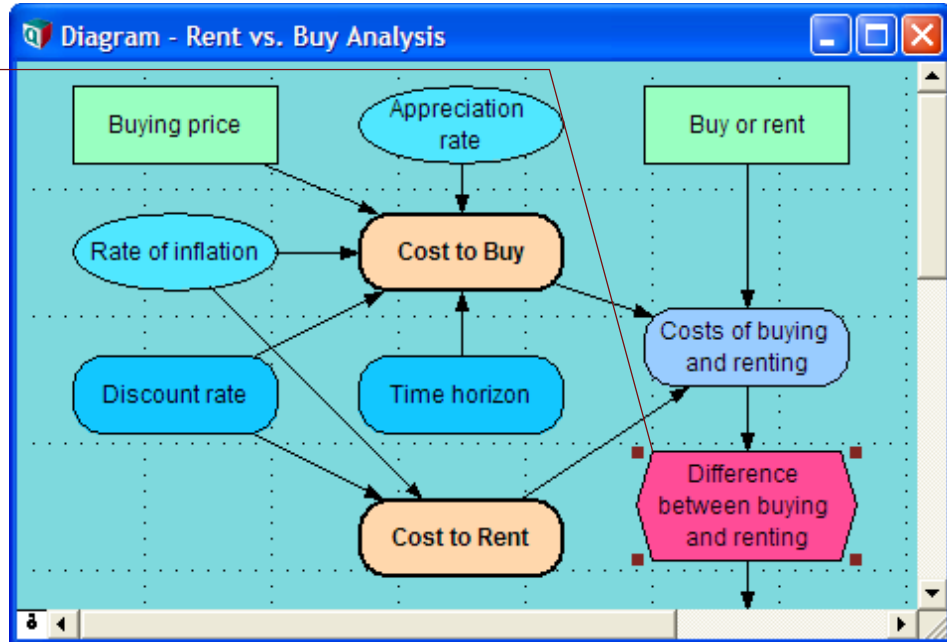 Diagram - Rent vs. Buy Analysis
Buying price
Appreciation
rate
Buy or rent
Rate of inflation
Cost to Buy
Costs of buying
and renting
Discount rate
Time horizon
Difference
between buying
and renting
Cost to Rent